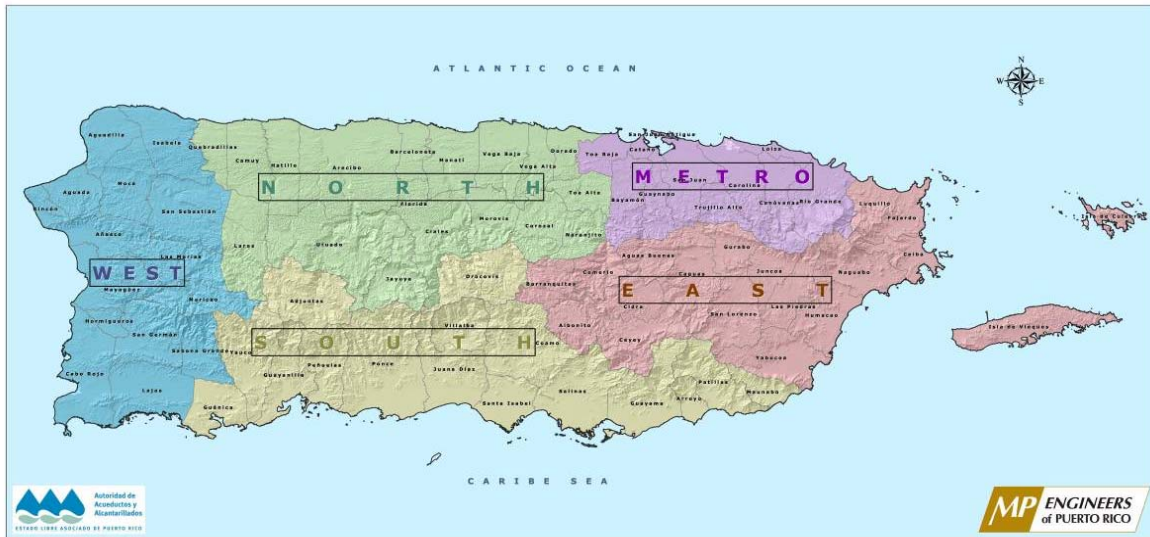 ATLANTIC OCEAN
N
W E
S
Aguadilla
Isabela
Quebradillas
Camuy
Hatillo
Arecibo
Barceloneta
Manatí
Vega Baja
Vega Alta
Dorado
Toa Baja
Cataño
San Juan
Loíza
Moca
Aguada
Rincón
San Sebastián
NORTH
Florida
Morovis
Corozal
Toa Alta
Naranjito
METRO
Guaynabo
Bayamón
Carolina
Trujillo Alto
Canóvanas
Río Grande
Luquillo
Fajardo
Isla de Culebra
Añasco
Las Marías
Lares
Utuado
Ciales
Aguas Buenas
Gurabo
Ceiba
WEST
Mayagüez
Maricao
Adjuntas
Jayuya
Orocovis
Barranquitas
Comerío
Caguas
Juncos
Naguabo
EAST
Cidra
San Lorenzo
Las Piedras
Humacao
Hormigueros
San Germán
Sabana Grande
Yauco
SOUTH
Villalba
Coamo
Aibonito
Cayey
Yabucoa
Isla de Vieques
Cabo Rojo
Lajas
Guánica
Guayanilla
Peñuelas
Ponce
Juana Díaz
Santa Isabel
Salinas
Guayama
Arroyo
Patillas
Maunabo
CARIBE SEA
Autoridad de
Acueductos y
Alcantarillados
ESTADO LIBRE ASOCIADO DE PUERTO RICO
MP ENGINEERS
of PUERTO RICO